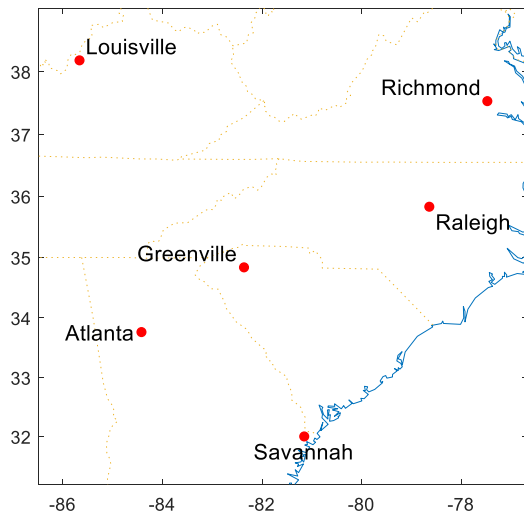 Louisville
38
Richmond
37
36
Raleigh
Greenville
35
34
Atlanta
33
32
Savannah
-86
-84
-82
-80
-78